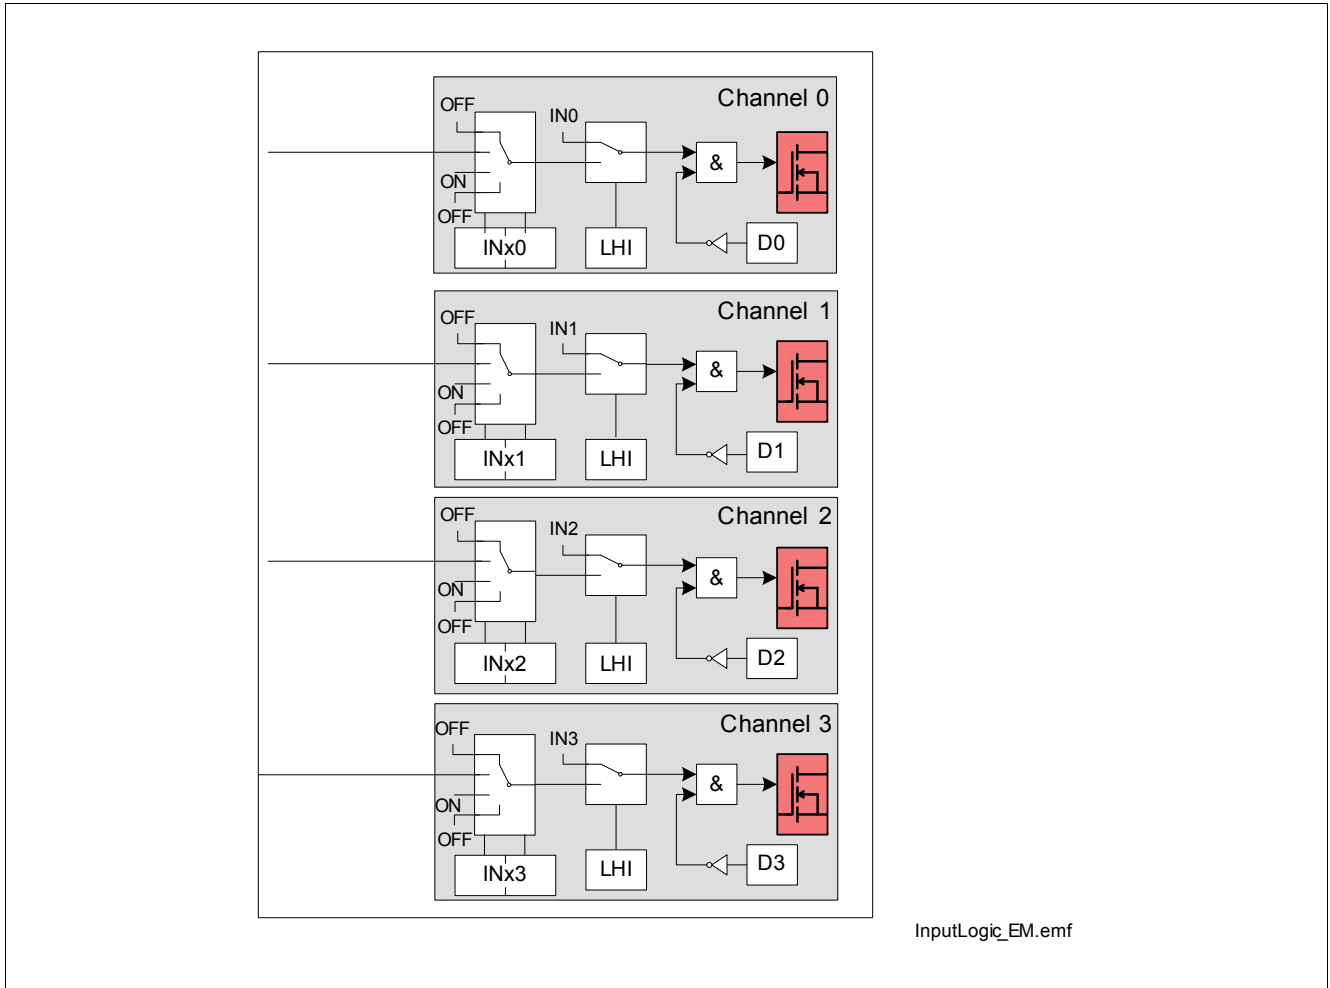 Channel 0
OFF
IN0
&
ON
OFF
INx0
LHI
D0
Channel 1
OFF
IN1
&
ON
OFF
INx1
LHI
D1
Channel 2
OFF
IN2
&
ON
OFF
INx2
LHI
D2
Channel 3
OFF
IN3
&
ON
OFF
INx3
LHI
D3
InputLogic_EM.emf